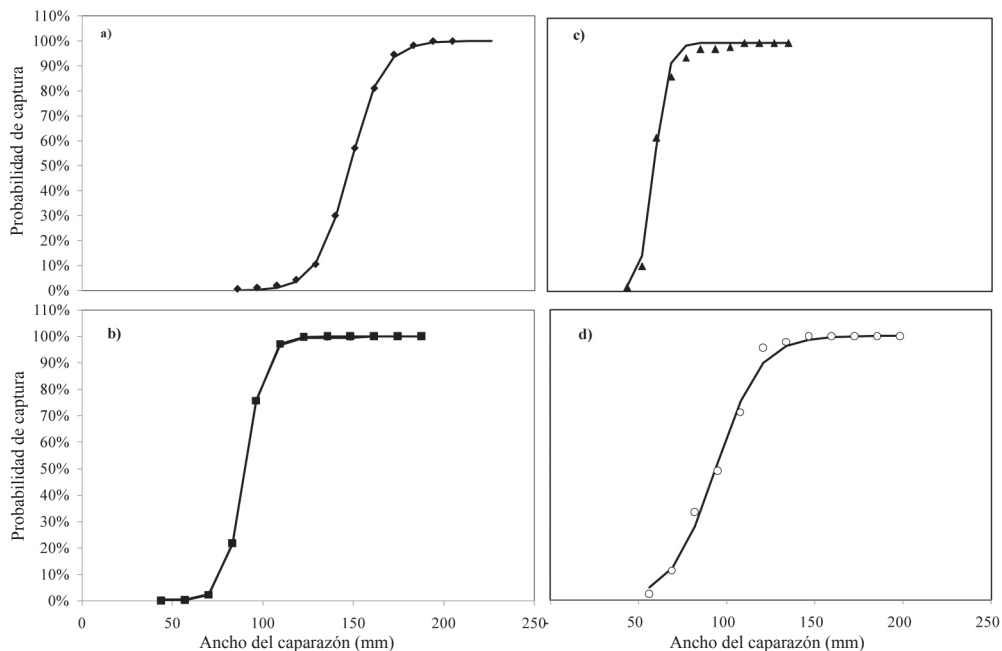 a)
110%
100%
90%
80%
70%
60%
50%
40%
30%
20%
10%
0%
Probabilidad de captura
c)
b)
110%
100%
90%
80%
70%
60%
50%
40%
30%
20%
10%
0%
Probabilidad de captura
0 50 100 150 200 250
Ancho del caparazón (mm)
d)
- 50 100 150 200 250
Ancho del caparazón (mm)